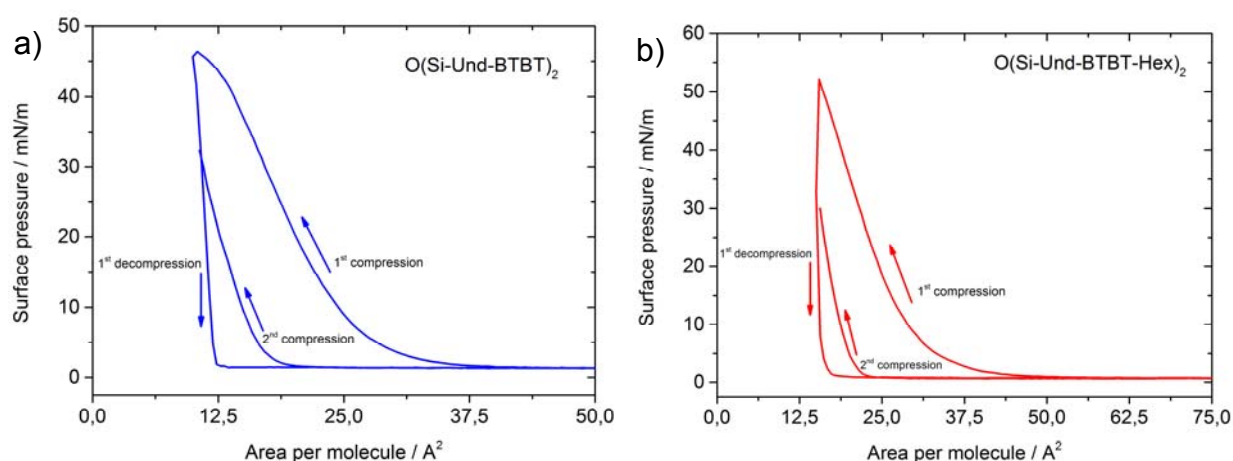 a)
O(Si-Und-BTBT)₂
Surface pressure / mN/m
50
40
30
20
10
0
1ˢᵗ decompression
1ˢᵗ compression
2ⁿᵈ compression
0,0 12,5 25,0 37,5 50,0
Area per molecule / A²
b)
O(Si-Und-BTBT-Hex)₂
Surface pressure / mN/m
60
50
40
30
20
10
0
1ˢᵗ decompression
1ˢᵗ compression
2ⁿᵈ compression
0,0 12,5 25,0 37,5 50,0 62,5 75,0
Area per molecule / A²